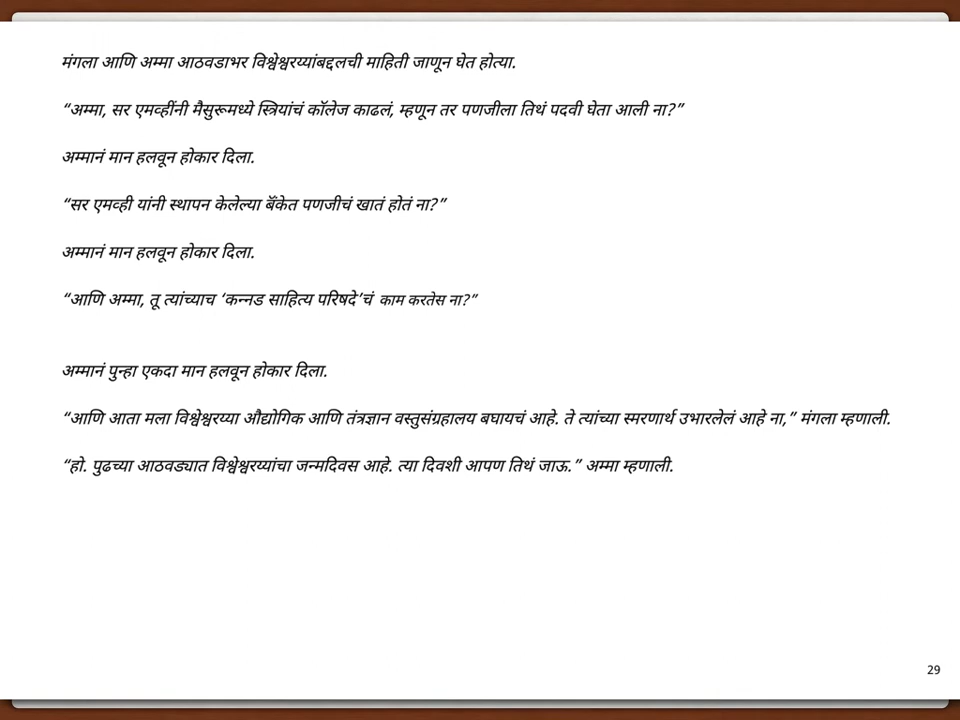 मंगला आणि अम्मा आठवडाभर विश्वेश्वरय्यांबद्दलची माहिती जाणून घेत होत्या.
“अम्मा, सर एमव्हींनी मैसुरूमध्ये स्त्रियांचं कॉलेज काढलं, म्हणून तर पणजीला तिथं पदवी घेता आली ना?”
अम्मानं मान हलवून होकार दिला.
“सर एमव्ही यांनी स्थापन केलेल्या बॅंकेत पणजीचं खातं होतं ना?”
अम्मानं मान हलवून होकार दिला.
“आणि अम्मा, तू त्यांच्याच ‘कन्नड साहित्य परिषदे’चं काम करतेस ना?”
अम्मानं पुन्हा एकदा मान हलवून होकार दिला.
“आणि आता मला विश्वेश्वरय्या औद्योगिक आणि तंत्रज्ञान वस्तुसंग्रहालय बघायचं आहे. ते त्यांच्या स्मरणार्थ उभारलेलं आहे ना,” मंगला म्हणाली.
“हो. पुढच्या आठवड्यात विश्वेश्वरय्यांचा जन्मदिवस आहे. त्या दिवशी आपण तिथं जाऊ.” अम्मा म्हणाली.
29